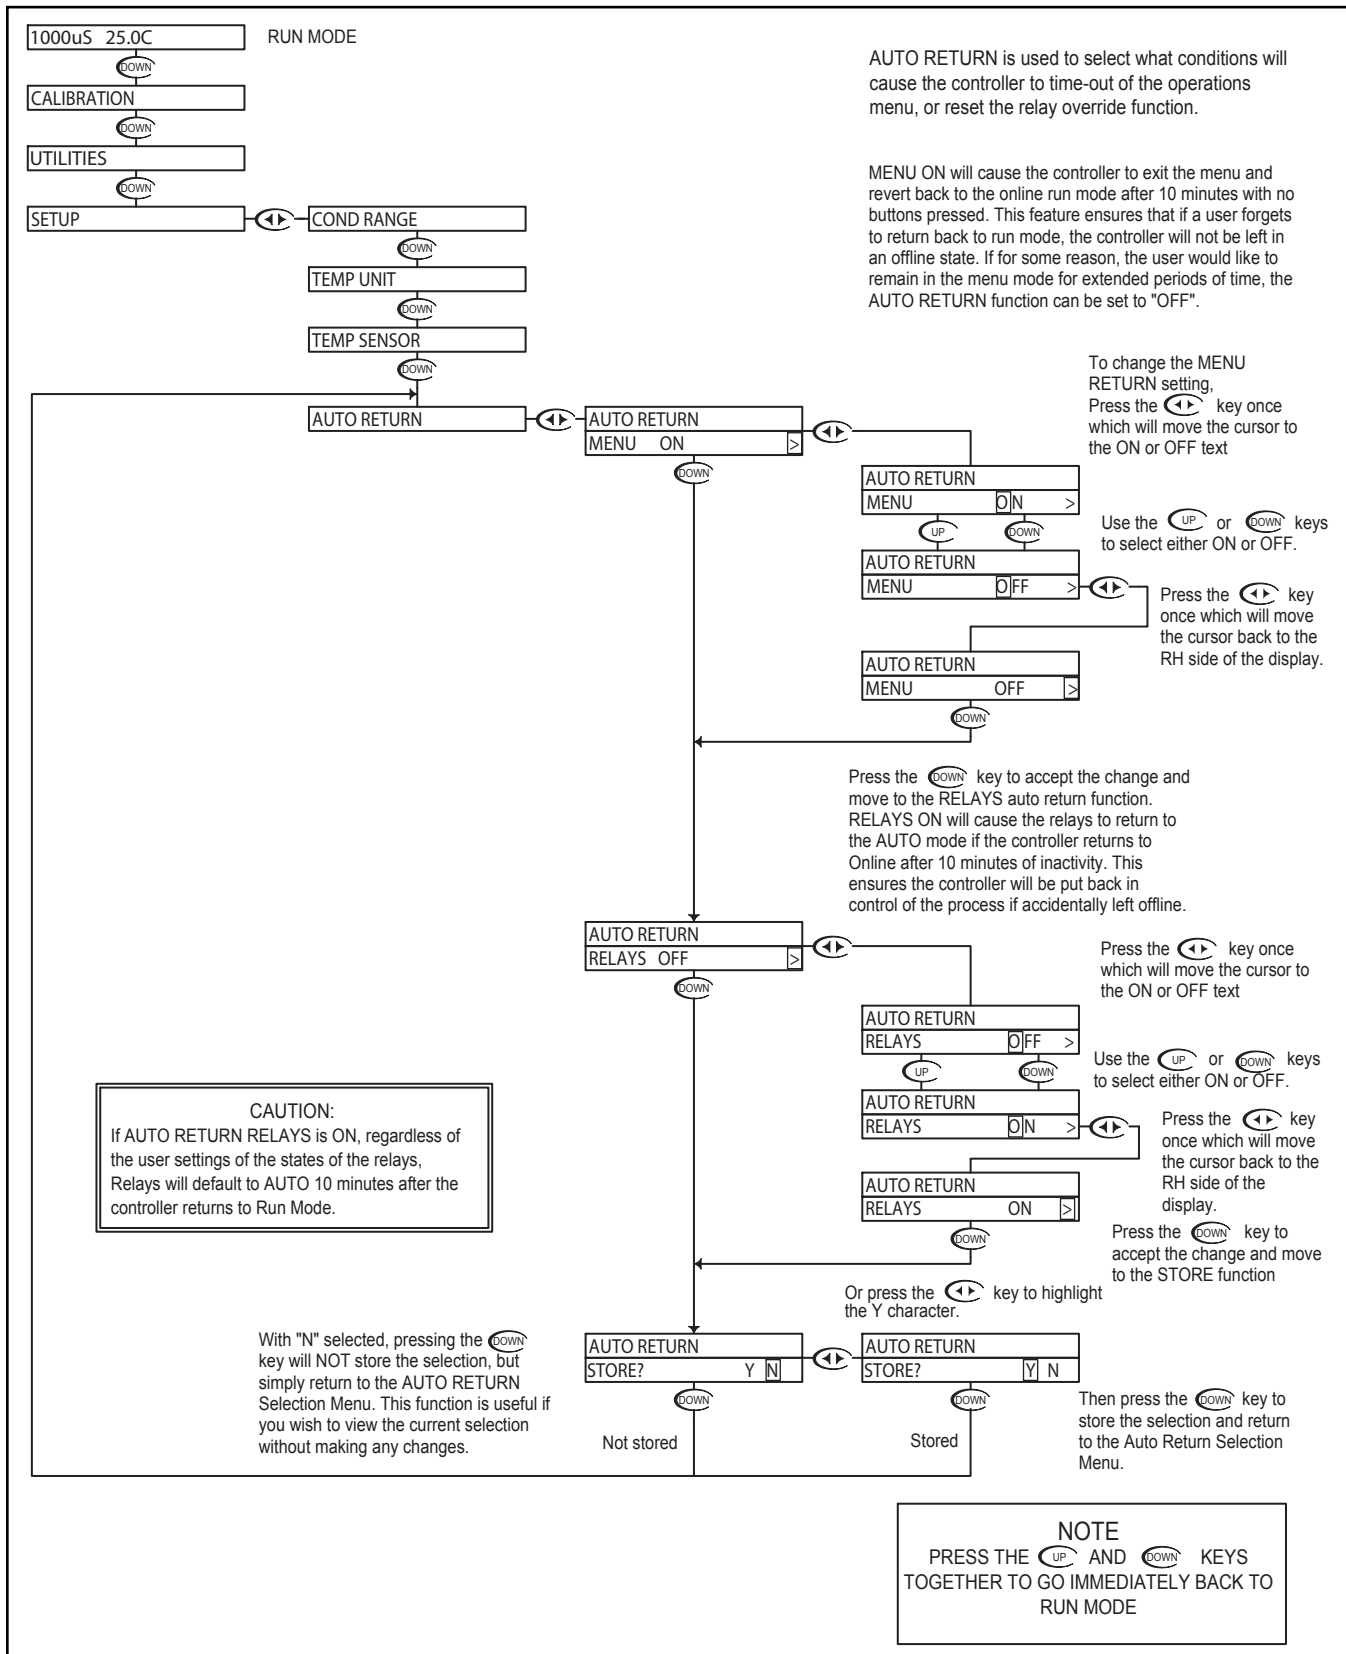 1000uS 25.0C
RUN MODE
DOWN
CALIBRATION
DOWN
UTILITIES
DOWN
SETUP
COND RANGE
DOWN
TEMP UNIT
DOWN
TEMP SENSOR
DOWN
AUTO RETURN
AUTO RETURN is used to select what conditions will
cause the controller to time-out of the operations
menu, or reset the relay override function.
MENU ON will cause the controller to exit the menu and
revert back to the online run mode after 10 minutes with no
buttons pressed. This feature ensures that if a user forgets
to return back to run mode, the controller will not be left in
an offline state. If for some reason, the user would like to
remain in the menu mode for extended periods of time, the
AUTO RETURN function can be set to "OFF".
AUTO RETURN
MENU ON >
DOWN
To change the MENU
RETURN setting,
Press the key once
which will move the cursor to
the ON or OFF text
AUTO RETURN
MENU ON >
UP DOWN
Use the UP or DOWN keys
to select either ON or OFF.
AUTO RETURN
MENU OFF >
Press the key
once which will move
the cursor back to the
RH side of the display.
AUTO RETURN
MENU OFF >
DOWN
Press the DOWN key to accept the change and
move to the RELAYS auto return function.
RELAYS ON will cause the relays to return to
the AUTO mode if the controller returns to
Online after 10 minutes of inactivity. This
ensures the controller will be put back in
control of the process if accidentally left offline.
AUTO RETURN
RELAYS OFF >
DOWN
Press the key once
which will move the cursor to
the ON or OFF text
AUTO RETURN
RELAYS OFF >
UP DOWN
Use the UP or DOWN keys
to select either ON or OFF.
AUTO RETURN
RELAYS ON >
Press the key
once which will move
the cursor back to the
RH side of the
display.
AUTO RETURN
RELAYS ON >
DOWN
Press the DOWN key to
accept the change and move
to the STORE function
CAUTION:
If AUTO RETURN RELAYS is ON, regardless of
the user settings of the states of the relays,
Relays will default to AUTO 10 minutes after the
controller returns to Run Mode.
Or press the key to highlight
the Y character.
With "N" selected, pressing the DOWN
key will NOT store the selection, but
simply return to the AUTO RETURN
Selection Menu. This function is useful if
you wish to view the current selection
without making any changes.
AUTO RETURN
STORE? Y N
DOWN
Not stored
AUTO RETURN
STORE? Y N
DOWN
Stored
Then press the DOWN key to
store the selection and return
to the Auto Return Selection
Menu.
NOTE
PRESS THE UP AND DOWN KEYS
TOGETHER TO GO IMMEDIATELY BACK TO
RUN MODE